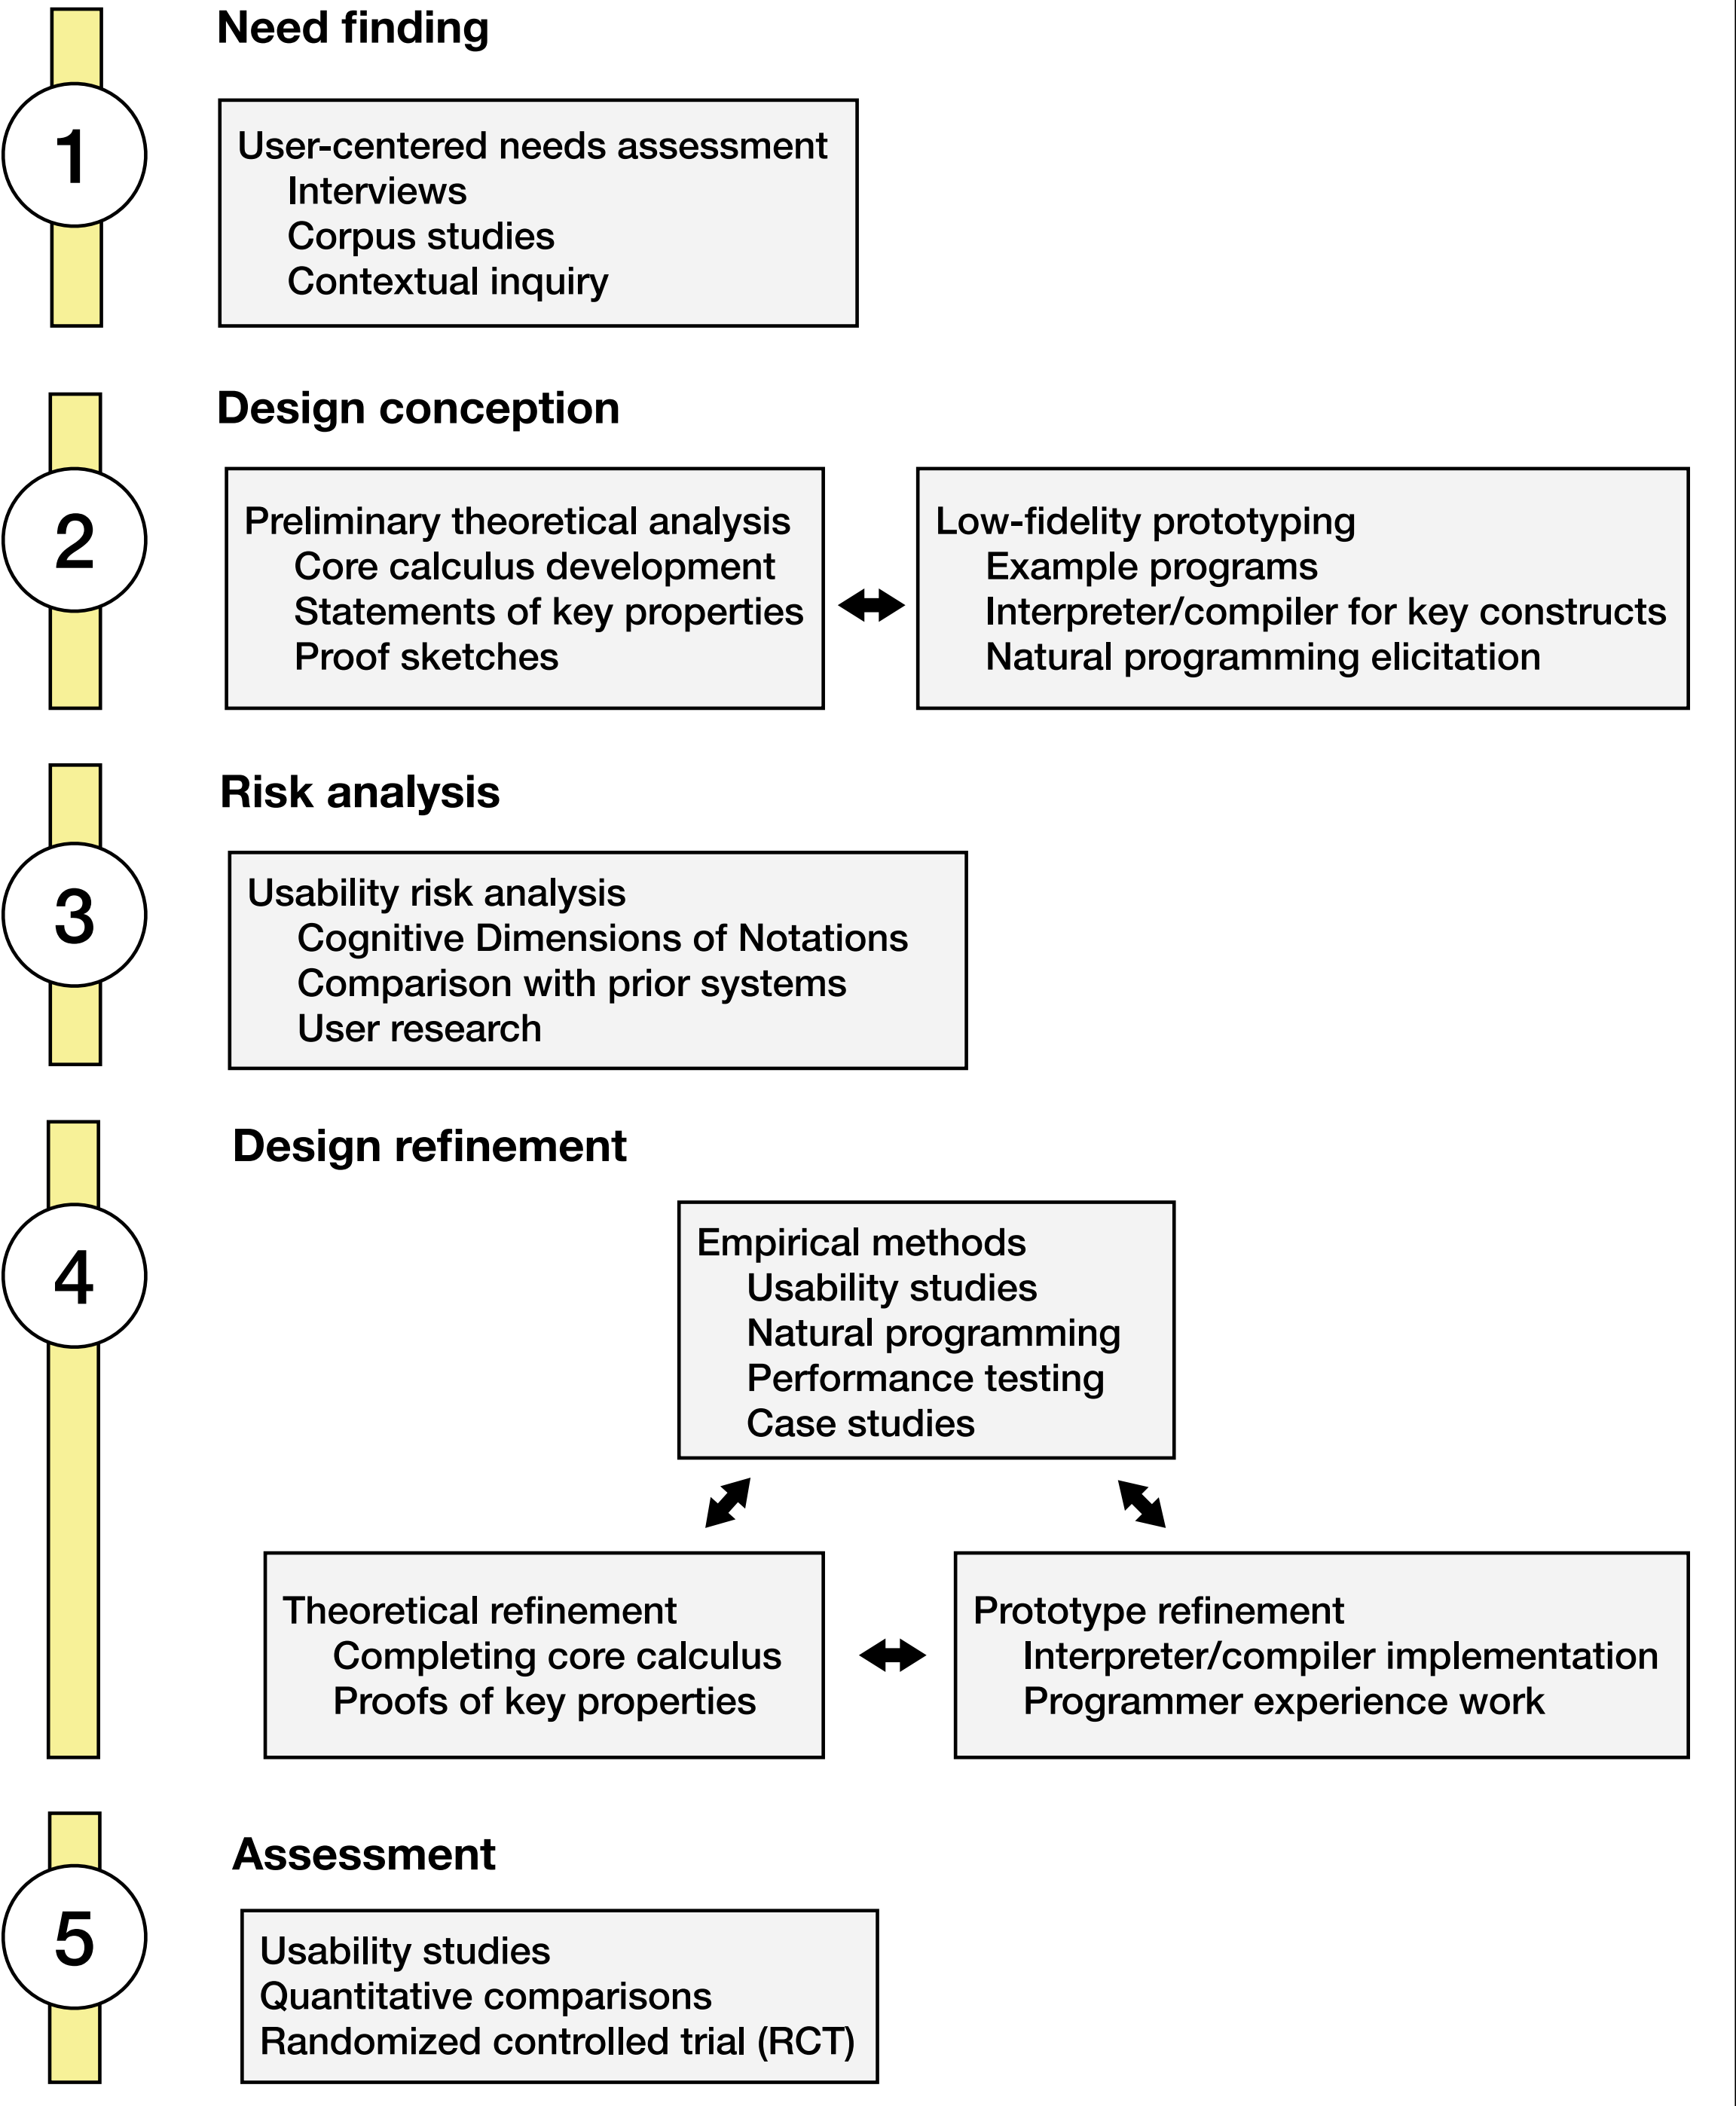 Need finding
1
User-centered needs assessment
Interviews
Corpus studies
Contextual inquiry
Design conception
2
Preliminary theoretical analysis
Core calculus development
Statements of key properties
Proof sketches
Low-fidelity prototyping
Example programs
Interpreter/compiler for key constructs
Natural programming elicitation
Risk analysis
3
Usability risk analysis
Cognitive Dimensions of Notations
Comparison with prior systems
User research
Design refinement
4
Empirical methods
Usability studies
Natural programming
Performance testing
Case studies
Theoretical refinement
Completing core calculus
Proofs of key properties
Prototype refinement
Interpreter/compiler implementation
Programmer experience work
Assessment
5
Usability studies
Quantitative comparisons
Randomized controlled trial (RCT)